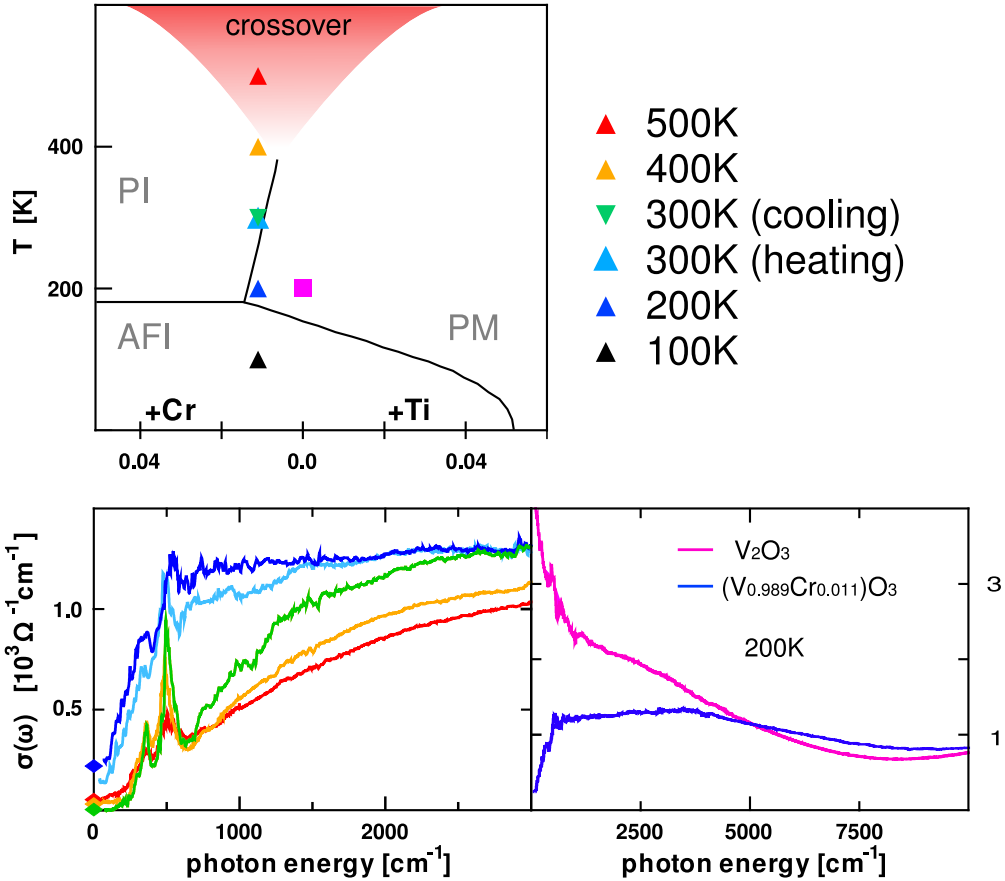 crossover
400
200
T [K]
PI
AFI
PM
+Cr
+Ti
0.04
0.0
0.04
500K
400K
300K (cooling)
300K (heating)
200K
100K
1.0
0.5
σ(ω) [10³ Ω⁻¹cm⁻¹]
0
1000
2000
photon energy [cm⁻¹]
V₂O₃
(V₀.₉₈₉Cr₀.₀₁₁)O₃
200K
3
1
2500
5000
7500
photon energy [cm⁻¹]